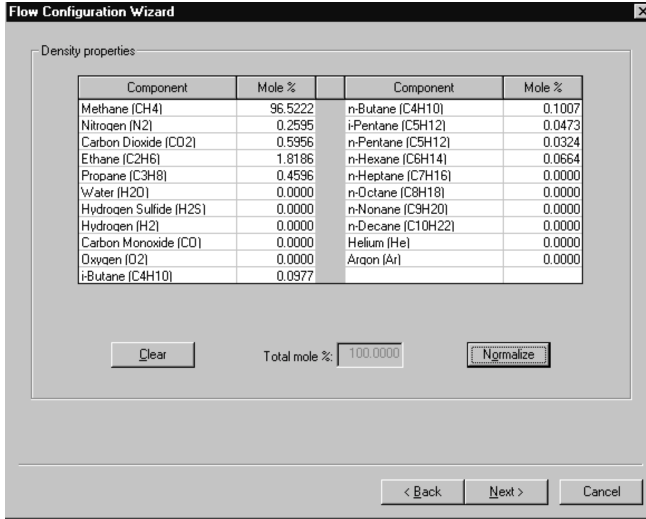 Flow Configuration Wizard
Density properties
Component Mole % Component Mole %
Methane (CH4) 96.5222 n-Butane (C4H10) 0.1007
Nitrogen (N2) 0.2595 i-Pentane (C5H12) 0.0473
Carbon Dioxide (CO2) 0.5956 n-Pentane (C5H12) 0.0324
Ethane (C2H6) 1.8186 n-Hexane (C6H14) 0.0664
Propane (C3H8) 0.4596 n-Heptane (C7H16) 0.0000
Water (H2O) 0.0000 n-Octane (C8H18) 0.0000
Hydrogen Sulfide (H2S) 0.0000 n-Nonane (C9H20) 0.0000
Hydrogen (H2) 0.0000 n-Decane (C10H22) 0.0000
Carbon Monoxide (CO) 0.0000 Helium (He) 0.0000
Oxygen (O2) 0.0000 Argon (Ar) 0.0000
i-Butane (C4H10) 0.0977
Clear Total mole %: 100.0000 Normalize
< Back Next > Cancel